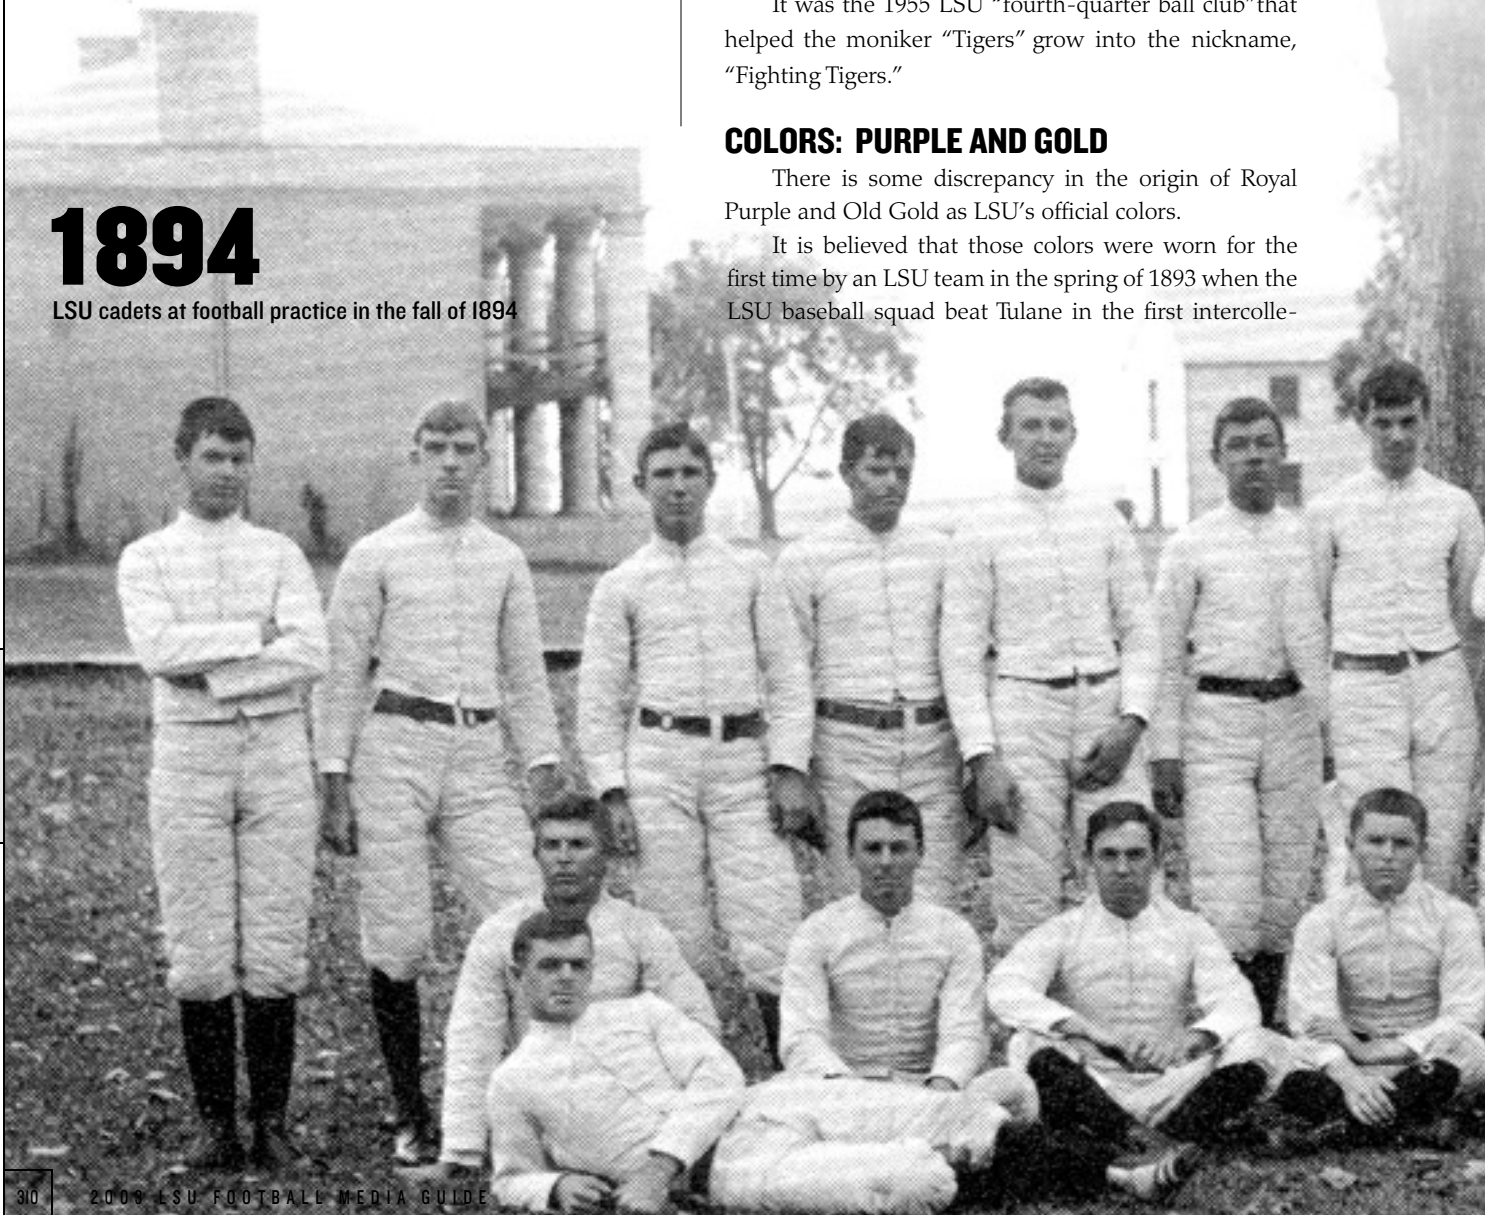 It was the 1955 LSU “fourth-quarter ball club”that
helped the moniker “Tigers” grow into the nickname,
“Fighting Tigers.”
COLORS: PURPLE AND GOLD
There is some discrepancy in the origin of Royal
Purple and Old Gold as LSU’s official colors.
It is believed that those colors were worn for the
first time by an LSU team in the spring of 1893 when the
LSU baseball squad beat Tulane in the first intercolle-
1894
LSU cadets at football practice in the fall of 1894
310 2003 LSU FOOTBALL MEDIA GUIDE